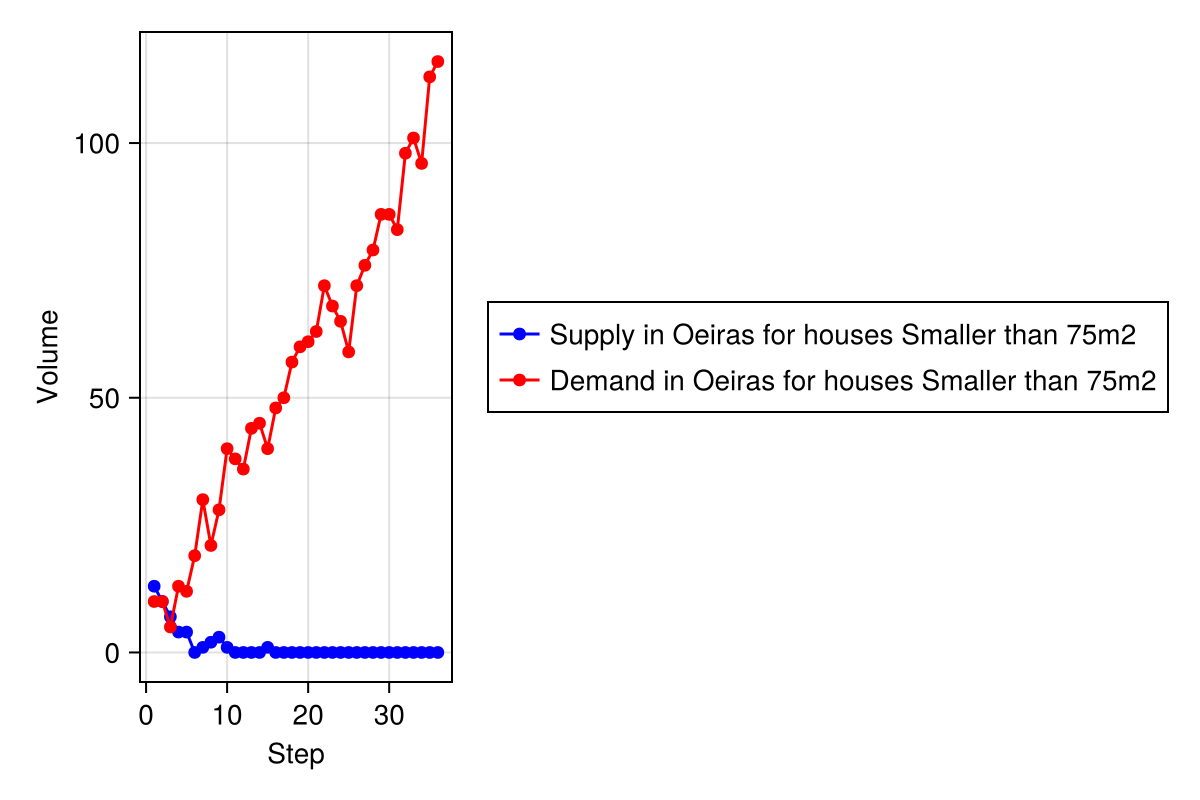 Volume
100
50
0
0 10 20 30
Step
Supply in Oeiras for houses Smaller than 75m2
Demand in Oeiras for houses Smaller than 75m2